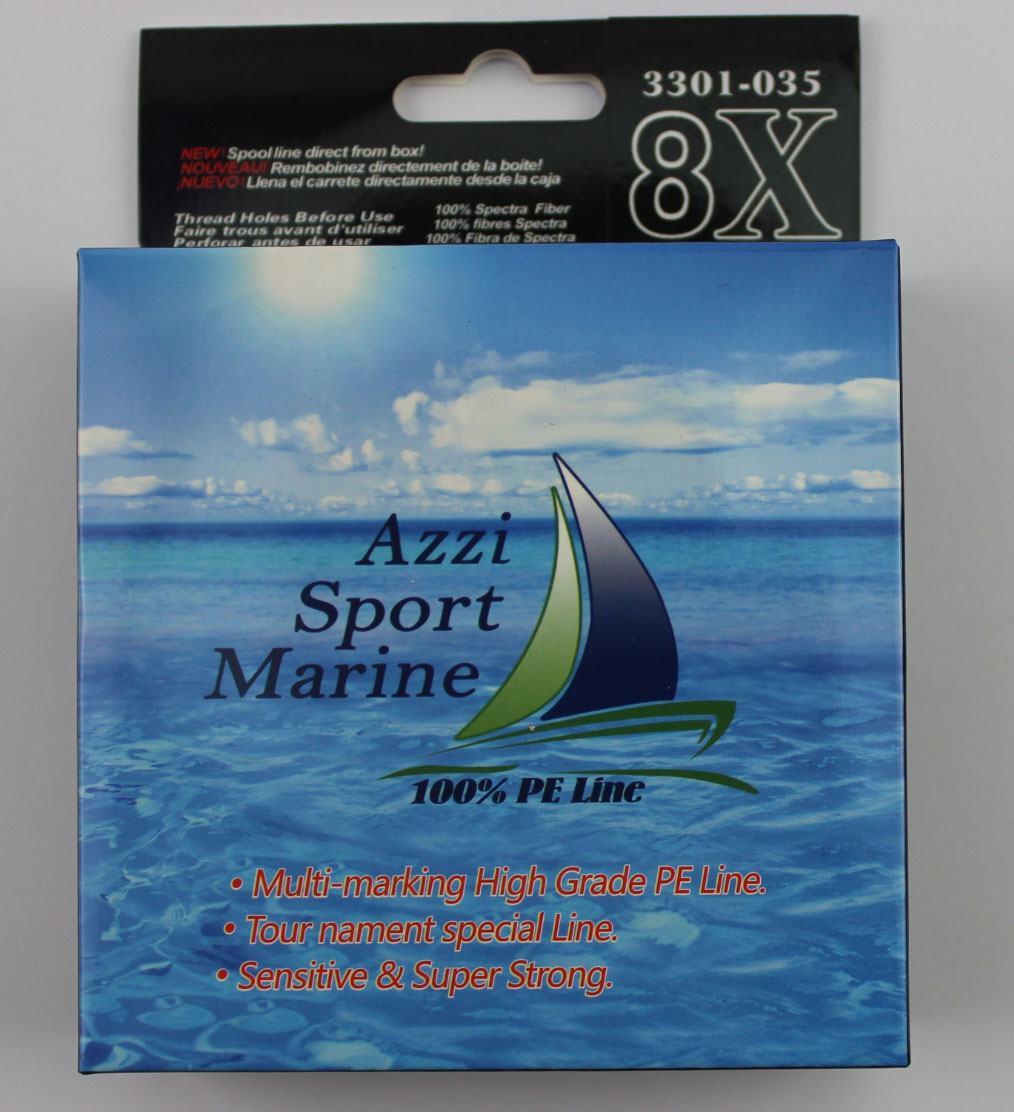 3301-035
8X
NEW! Spool line direct from box!
NOUVEAU! Rembobinez directement de la boite!
¡NUEVO! Llena el carrete directamente desde la caja
Thread Holes Before Use
Faire trous avant d'utiliser
Perforar antes de usar
100% Spectra Fiber
100% fibres Spectra
100% Fibra de Spectra
Azzi
Sport
Marine
100% PE Line
• Multi-marking High Grade PE Line.
• Tour nament special Line.
• Sensitive & Super Strong.